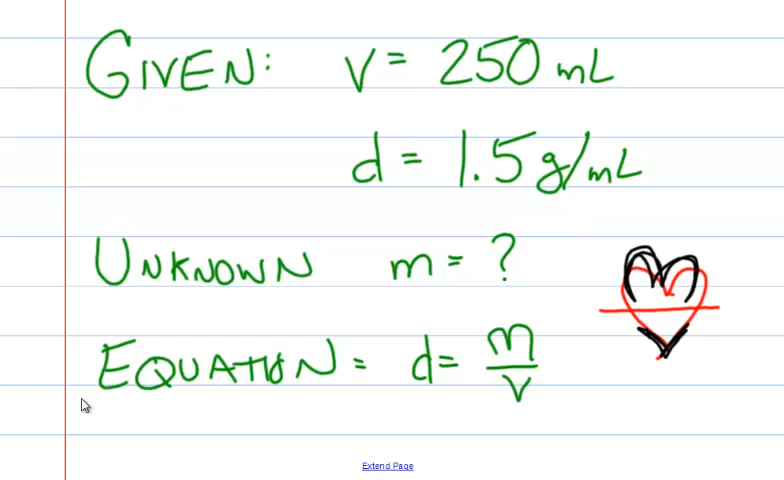 GIVEN: V = 250 mL
d = 1.5 g/mL
UNKNOWN m = ?
EQUATION = d = m/v
Extend Page